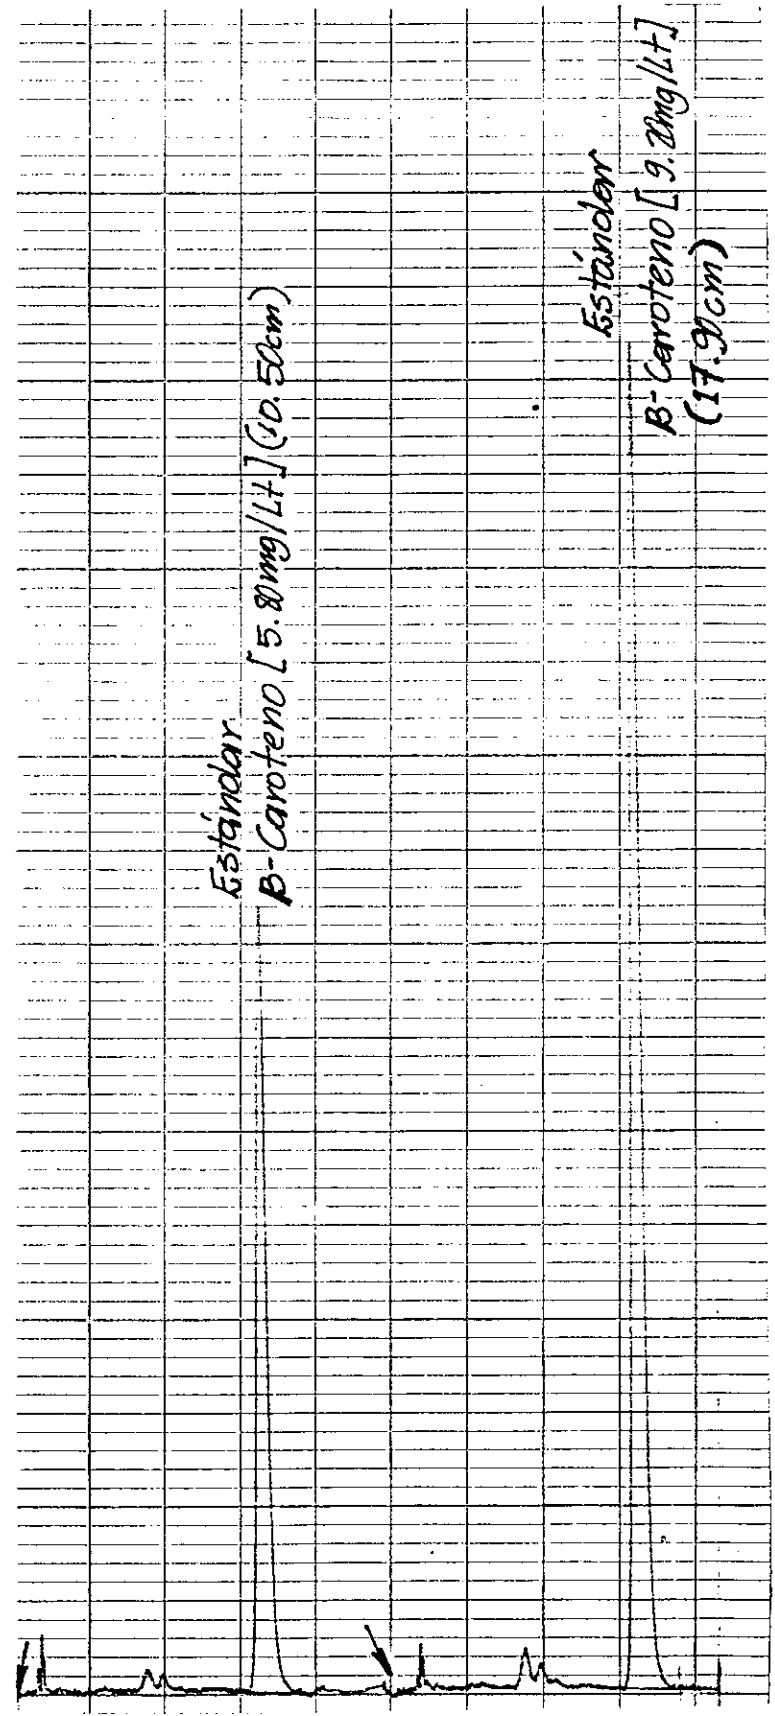 Estándar
B-Caroteno [5.80mg/Lt] (10.50cm)
Estándar
B-Caroteno [9.20mg/Lt]
(17.90cm)